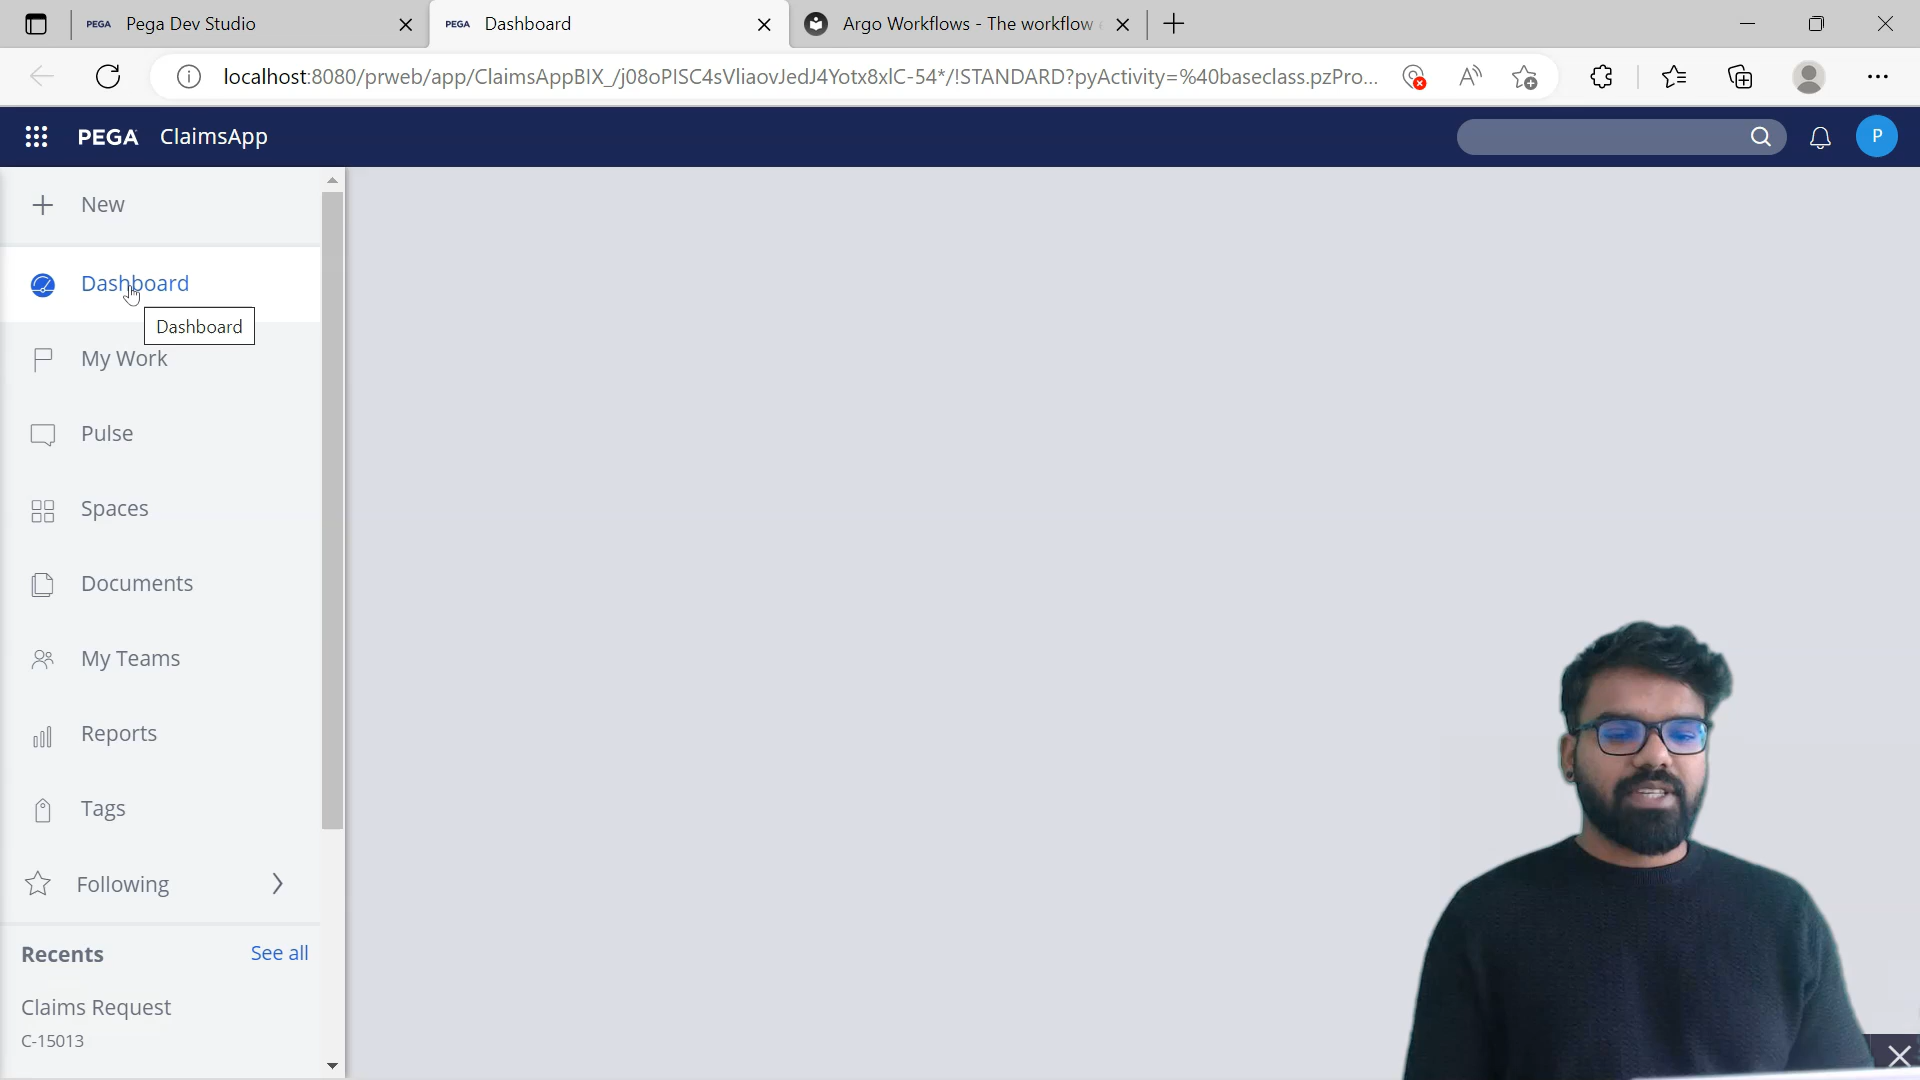 PEGA Pega Dev Studio
PEGA Dashboard
Argo Workflows - The workflow
localhost:8080/prweb/app/ClaimsAppBIX_/j08oPISC4sVliaovJedJ4Yotx8xlC-54*/!STANDARD?pyActivity=%40baseclass.pzPro...
PEGA ClaimsApp
P
New
Dashboard
Dashboard
My Work
Pulse
Spaces
Documents
My Teams
Reports
Tags
Following
Recents See all
Claims Request
C-15013